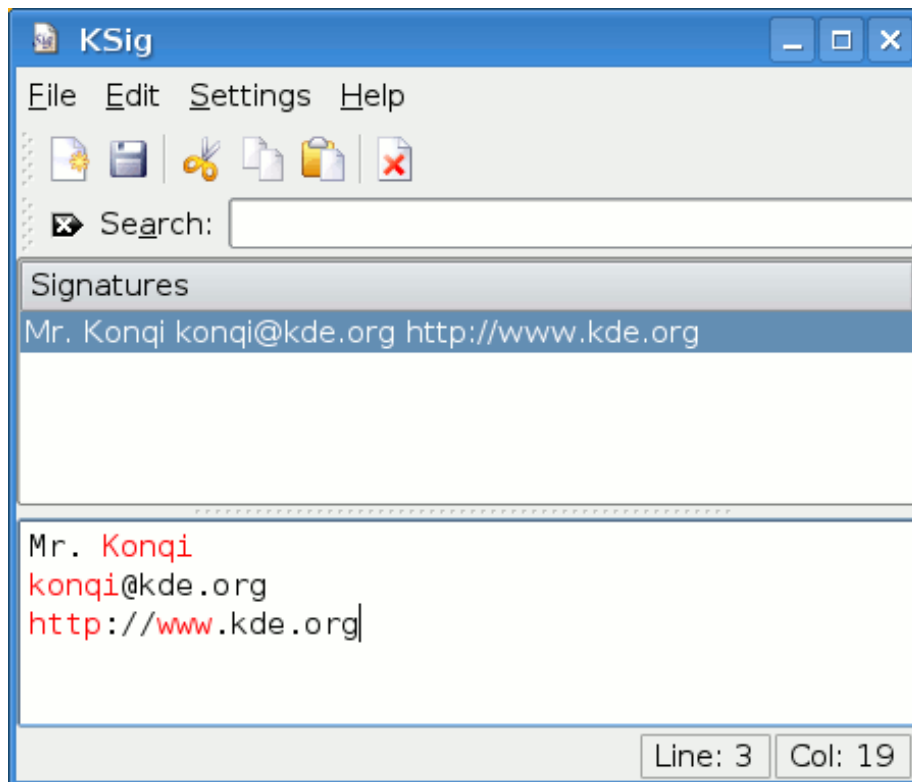 KSig
File Edit Settings Help
Search:
Signatures
Mr. Konqi konqi@kde.org http://www.kde.org
Mr. Konqi
konqi@kde.org
http://www.kde.org
Line: 3 Col: 19